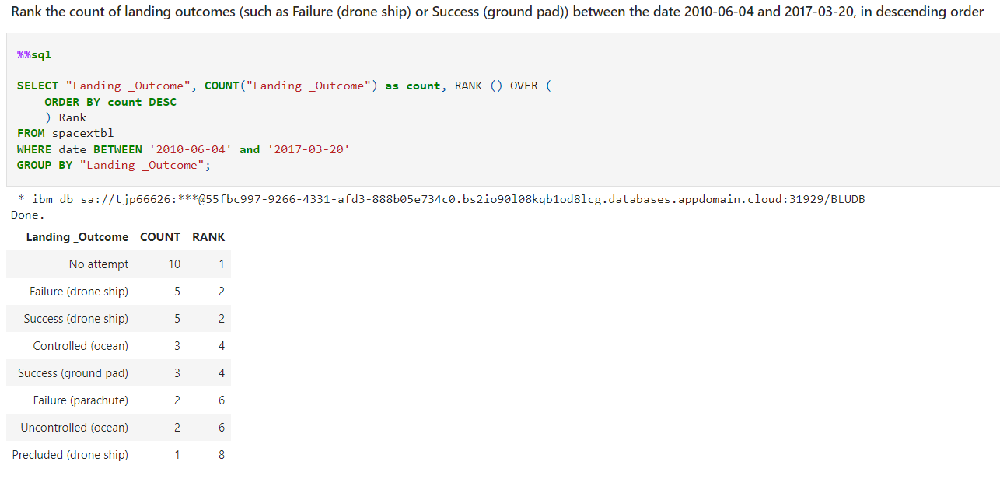 Rank the count of landing outcomes (such as Failure (drone ship) or Success (ground pad)) between the date 2010-06-04 and 2017-03-20, in descending order
%%sql
SELECT "Landing _Outcome", COUNT("Landing _Outcome") as count, RANK () OVER (
    ORDER BY count DESC
    ) Rank
FROM spacextbl
WHERE date BETWEEN '2010-06-04' and '2017-03-20'
GROUP BY "Landing _Outcome";
* ibm_db_sa://tjp66626:***@55fbc997-9266-4331-afd3-888b05e734c0.bs2io90l08kqb1od8lcg.databases.appdomain.cloud:31929/BLUDB
Done.
Landing _Outcome COUNT RANK
No attempt 10 1
Failure (drone ship) 5 2
Success (drone ship) 5 2
Controlled (ocean) 3 4
Success (ground pad) 3 4
Failure (parachute) 2 6
Uncontrolled (ocean) 2 6
Precluded (drone ship) 1 8